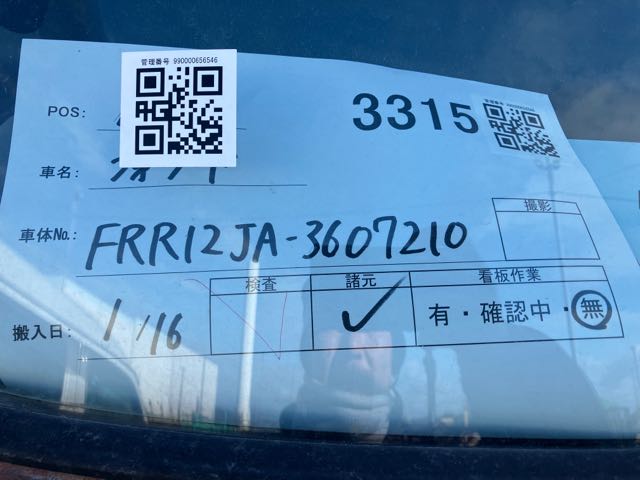 管理番号 990000656546
POS:
3315
車名:
車体No.: FRR12JA-3607210
撮影
検査 諸元 看板作業
搬入日: 1/16 ✓ 有・確認中・無